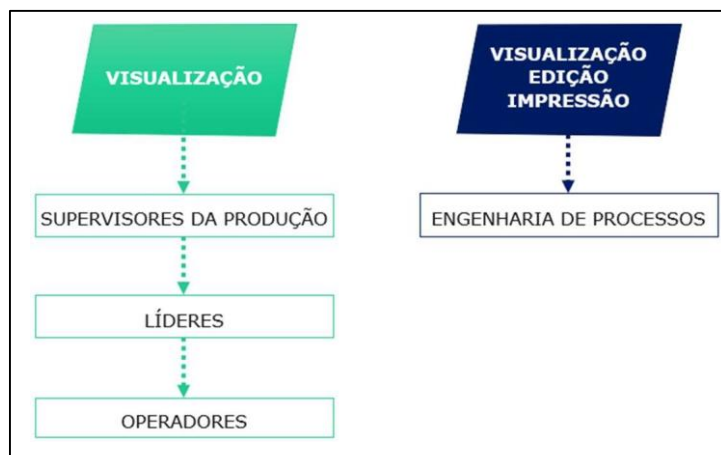 VISUALIZAÇÃO
SUPERVISORES DA PRODUÇÃO
LÍDERES
OPERADORES
VISUALIZAÇÃO
EDIÇÃO
IMPRESSÃO
ENGENHARIA DE PROCESSOS